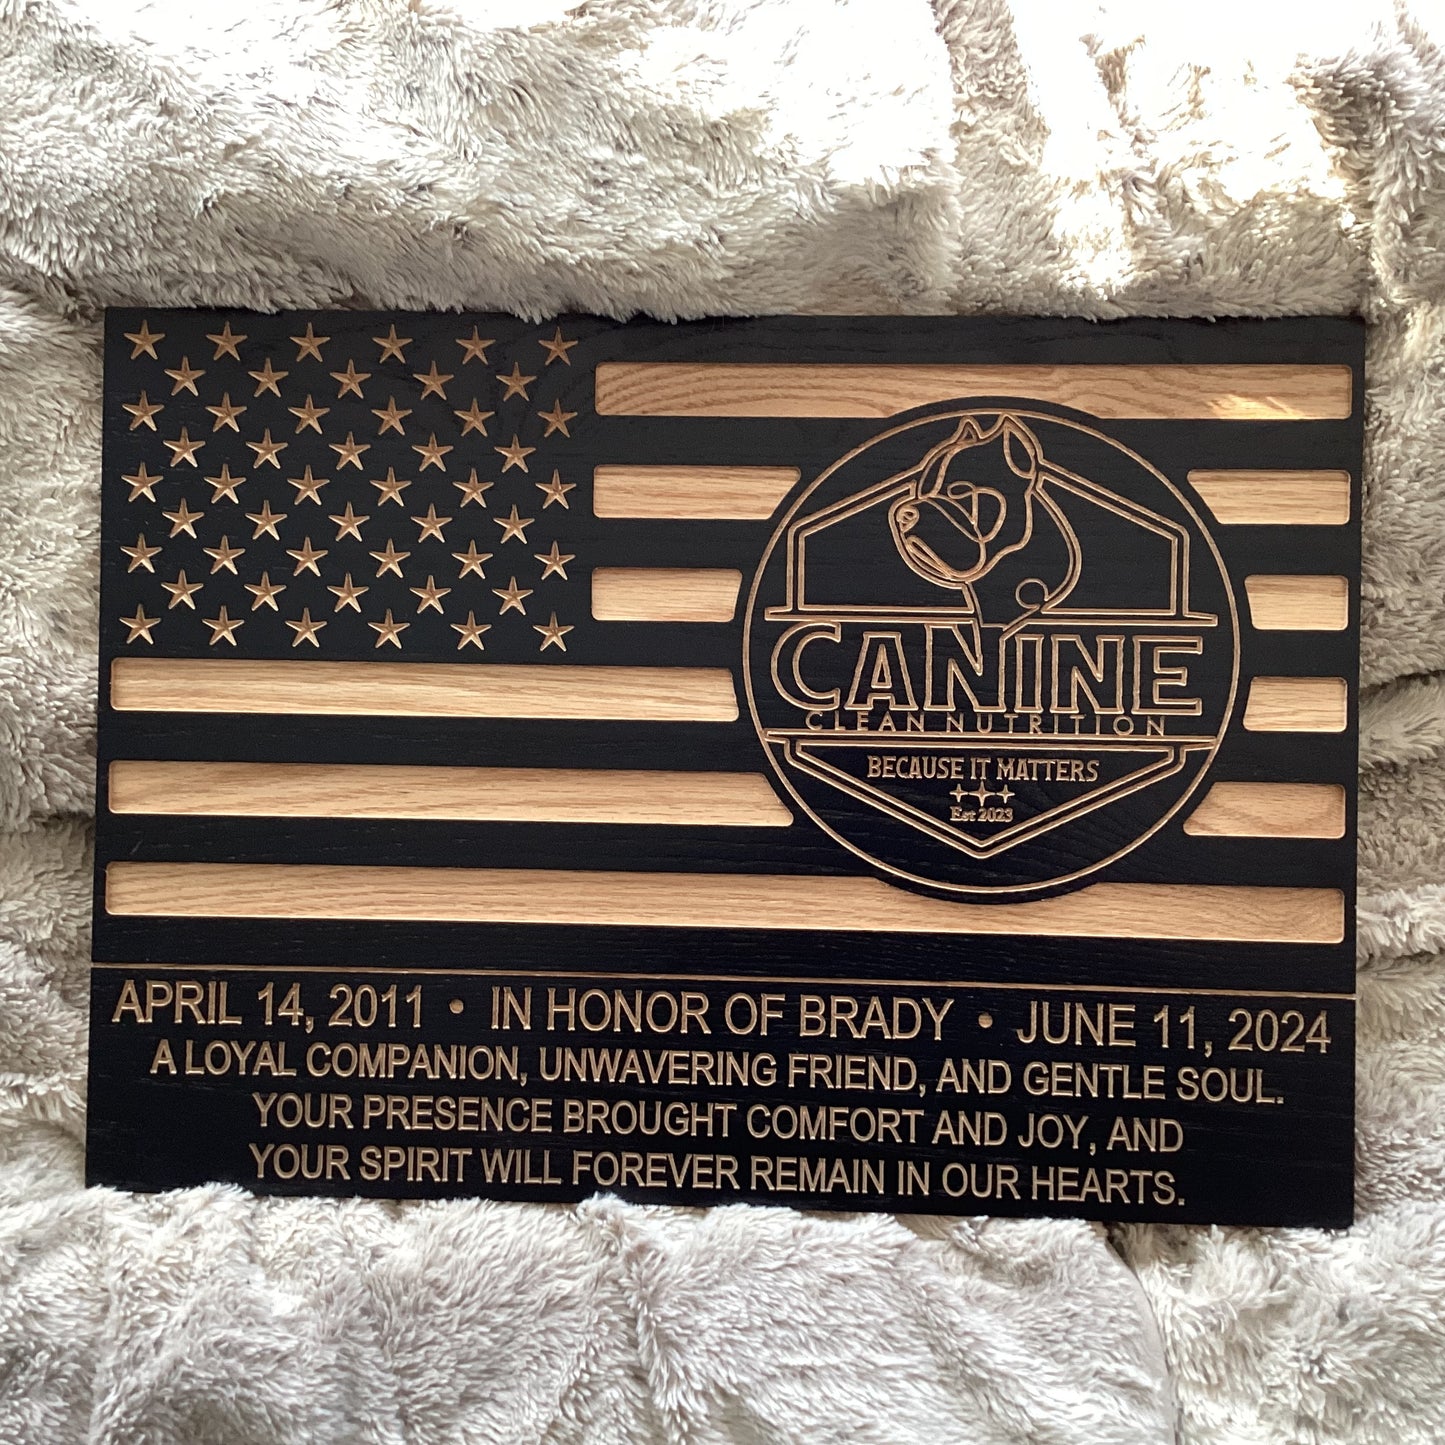 CANINE
CLEAN NUTRITION
BECAUSE IT MATTERS
Est 2023
APRIL 14, 2011 • IN HONOR OF BRADY • JUNE 11, 2024
A LOYAL COMPANION, UNWAVERING FRIEND, AND GENTLE SOUL.
YOUR PRESENCE BROUGHT COMFORT AND JOY, AND
YOUR SPIRIT WILL FOREVER REMAIN IN OUR HEARTS.